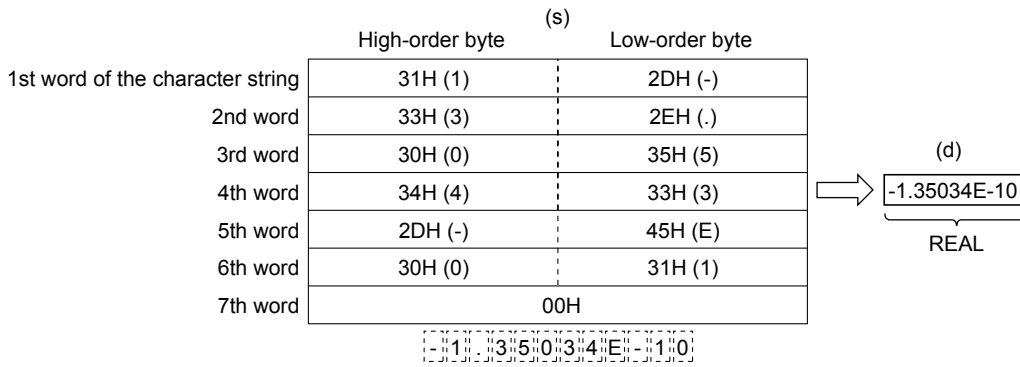 (s)
High-order byte Low-order byte
1st word of the character string 31H (1) 2DH (-)
2nd word 33H (3) 2EH (.)
3rd word 30H (0) 35H (5)
4th word 34H (4) 33H (3)
5th word 2DH (-) 45H (E)
6th word 30H (0) 31H (1)
7th word 00H
(d)
-1.35034E-10
REAL
- 1 . 3 5 0 3 4 E - 1 0